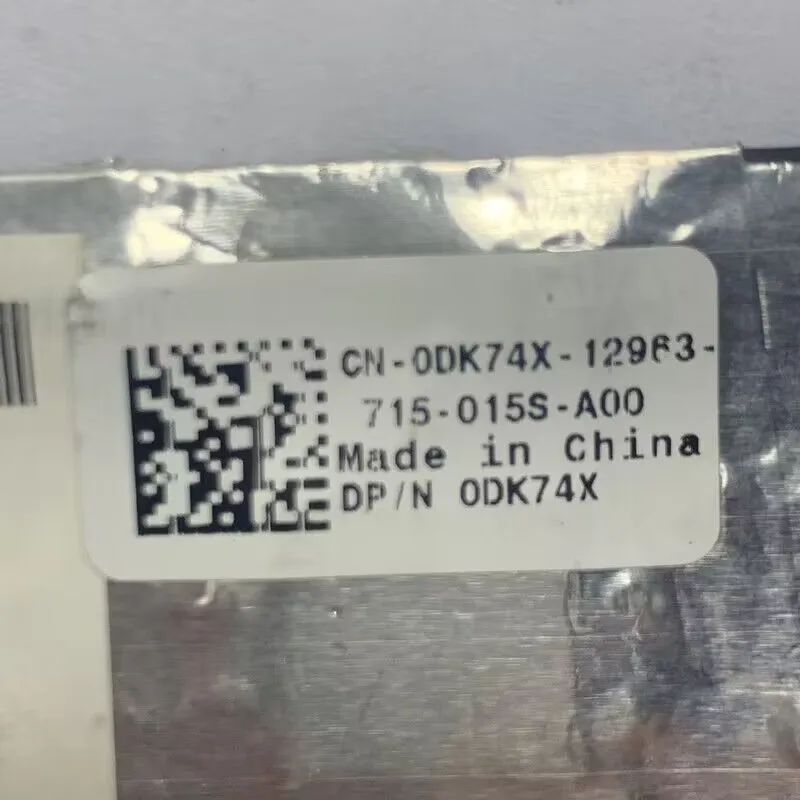 CN-0DK74X-12963-
715-015S-A00
Made in China
DP/N 0DK74X